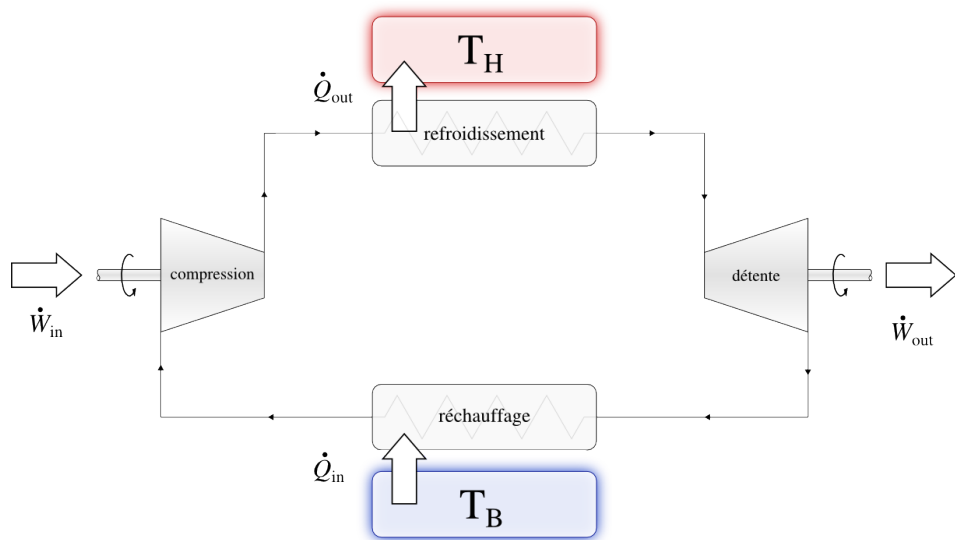 T_H
Q̇_out
refroidissement
compression
détente
Ẇ_in
Ẇ_out
réchauffage
Q̇_in
T_B